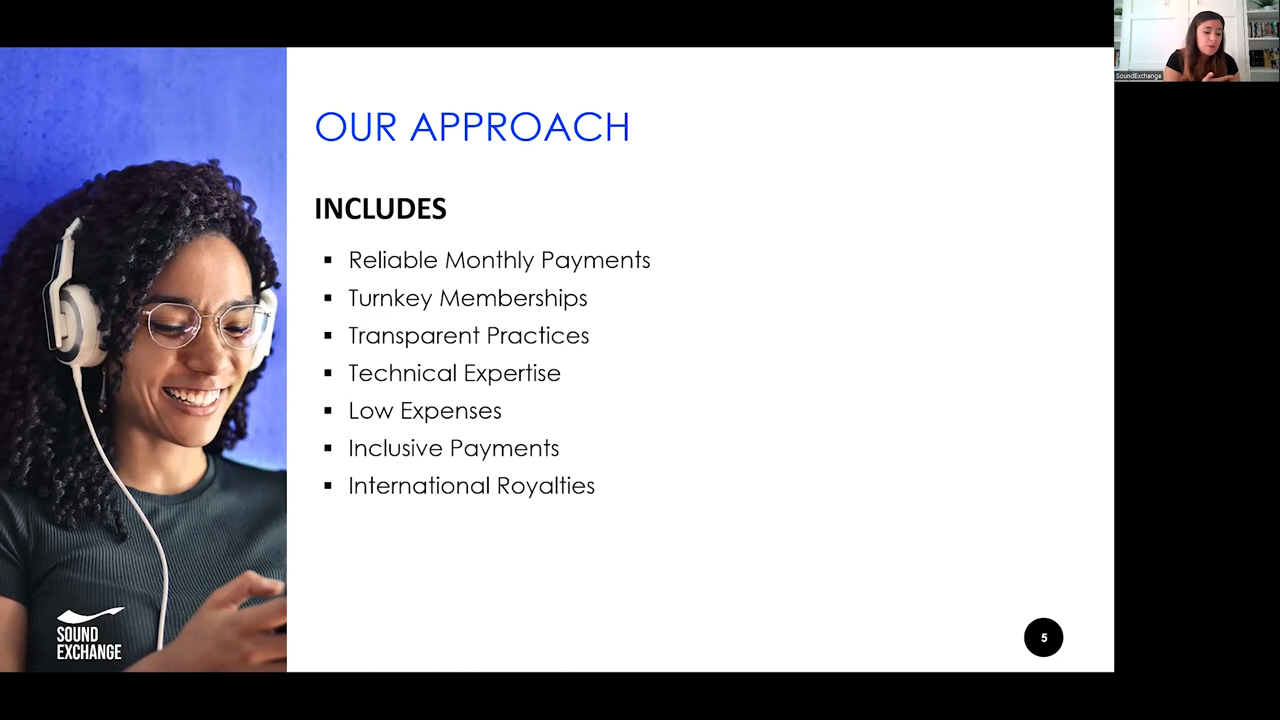 OUR APPROACH
INCLUDES
▪ Reliable Monthly Payments
▪ Turnkey Memberships
▪ Transparent Practices
▪ Technical Expertise
▪ Low Expenses
▪ Inclusive Payments
▪ International Royalties
SOUND
EXCHANGE
5
SoundExchange